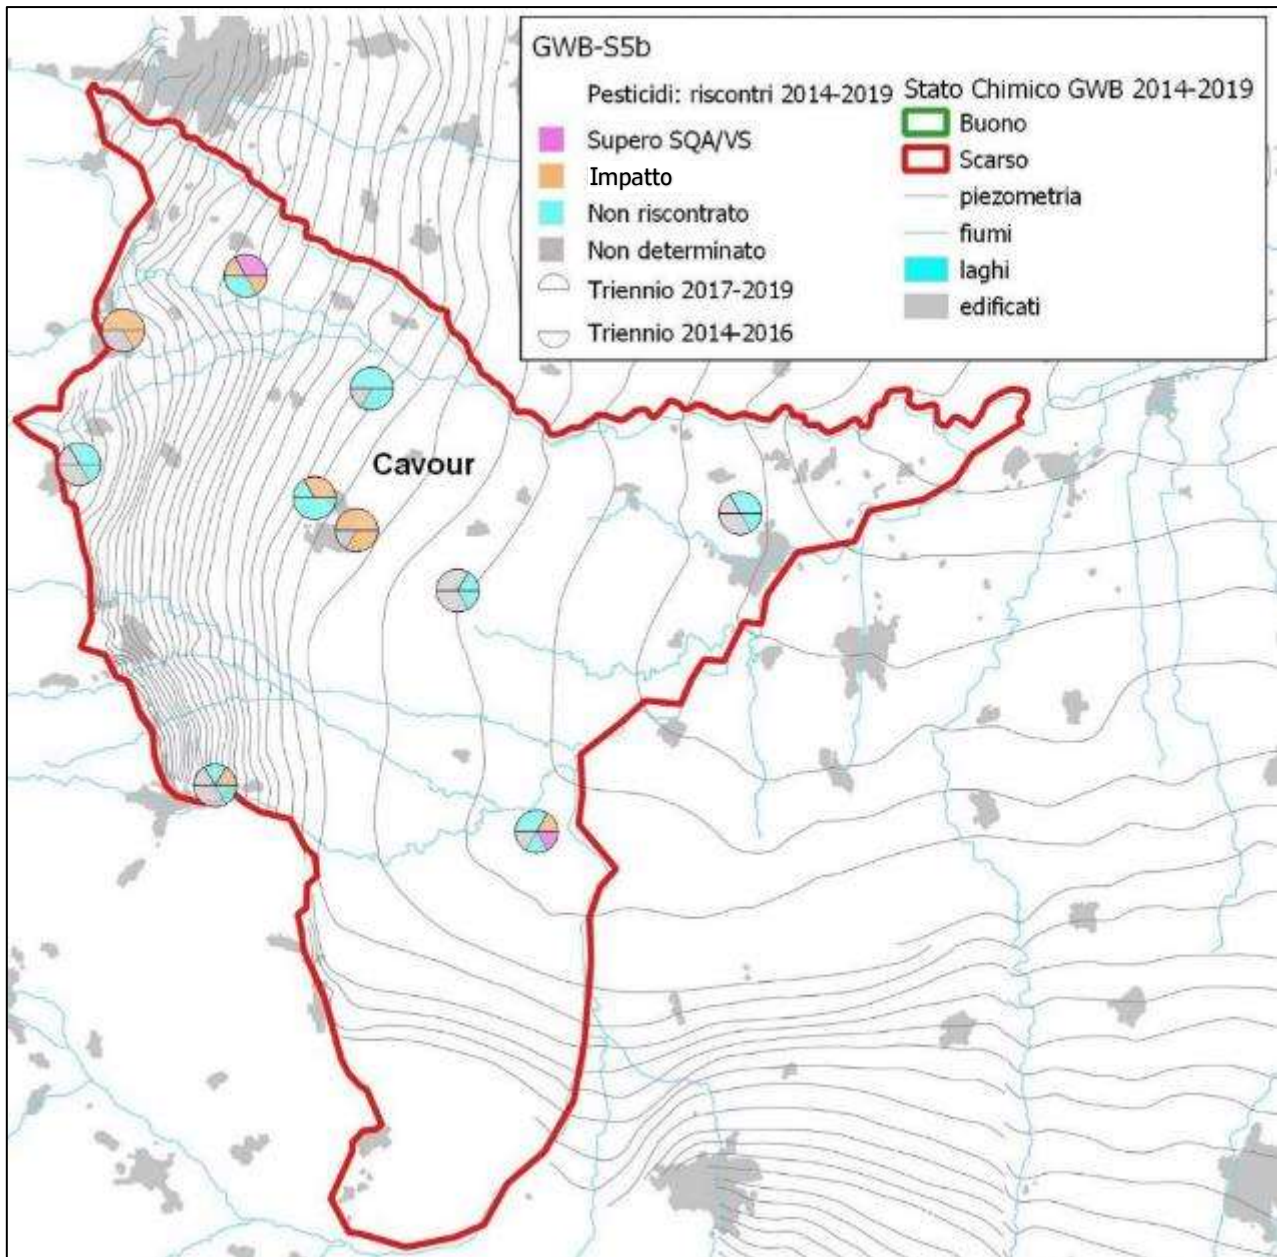 GWB-S5b
Pesticidi: riscontri 2014-2019
Supero SQA/VS
Impatto
Non riscontrato
Non determinato
Triennio 2017-2019
Triennio 2014-2016
Stato Chimico GWB 2014-2019
Buono
Scarso
piezometria
fiumi
laghi
edificati
Cavour